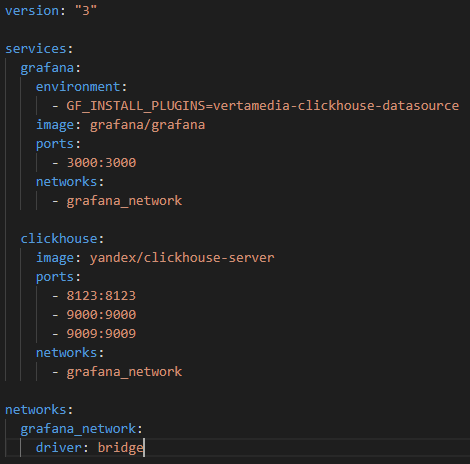 version: "3"
services:
grafana:
environment:
- GF_INSTALL_PLUGINS=vertamedia-clickhouse-datasource
image: grafana/grafana
ports:
- 3000:3000
networks:
- grafana_network
clickhouse:
image: yandex/clickhouse-server
ports:
- 8123:8123
- 9000:9000
- 9009:9009
networks:
- grafana_network
networks:
grafana_network:
driver: bridge